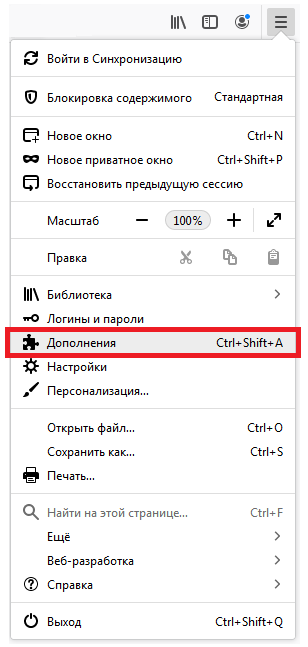 Войти в Синхронизацию
Блокировка содержимого Стандартная
Новое окно Ctrl+N
Новое приватное окно Ctrl+Shift+P
Восстановить предыдущую сессию
Масштаб 100%
Правка
Библиотека
Логины и пароли
Дополнения Ctrl+Shift+A
Настройки
Персонализация...
Открыть файл... Ctrl+O
Сохранить как... Ctrl+S
Печать...
Найти на этой странице... Ctrl+F
Ещё
Веб-разработка
Справка
Выход Ctrl+Shift+Q